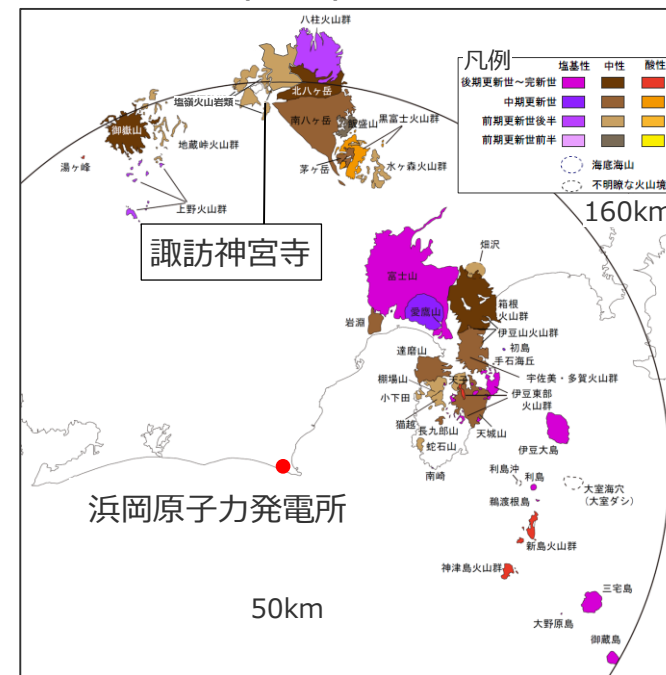 八柱火山群
凡例
塩基性 中性 酸性
後期更新世～完新世
中期更新世
前期更新世後半
前期更新世前半
海底海山
不明瞭な火山境
160km
塩嶺火山岩類
北八ヶ岳
御嶽山
南八ヶ岳
飯盛山
黒富士火山群
地蔵峠火山群
湯ヶ峰
茅ヶ岳
水ヶ森火山群
上野火山群
諏訪神宮寺
畑沢
富士山
愛鷹山
箱根
火山群
岩淵
伊豆山火山群
達磨山
初島
手石海丘
棚場山
天子
宇佐美・多賀火山群
小下田
伊豆東部
火山群
猫越
長九郎山
天城山
蛇石山
伊豆大島
南崎
利島沖
利島
大室海穴
(大室ダシ)
浜岡原子力発電所
鵜渡根島
新島火山群
神津島火山群
50km
三宅島
大野原島
御蔵島